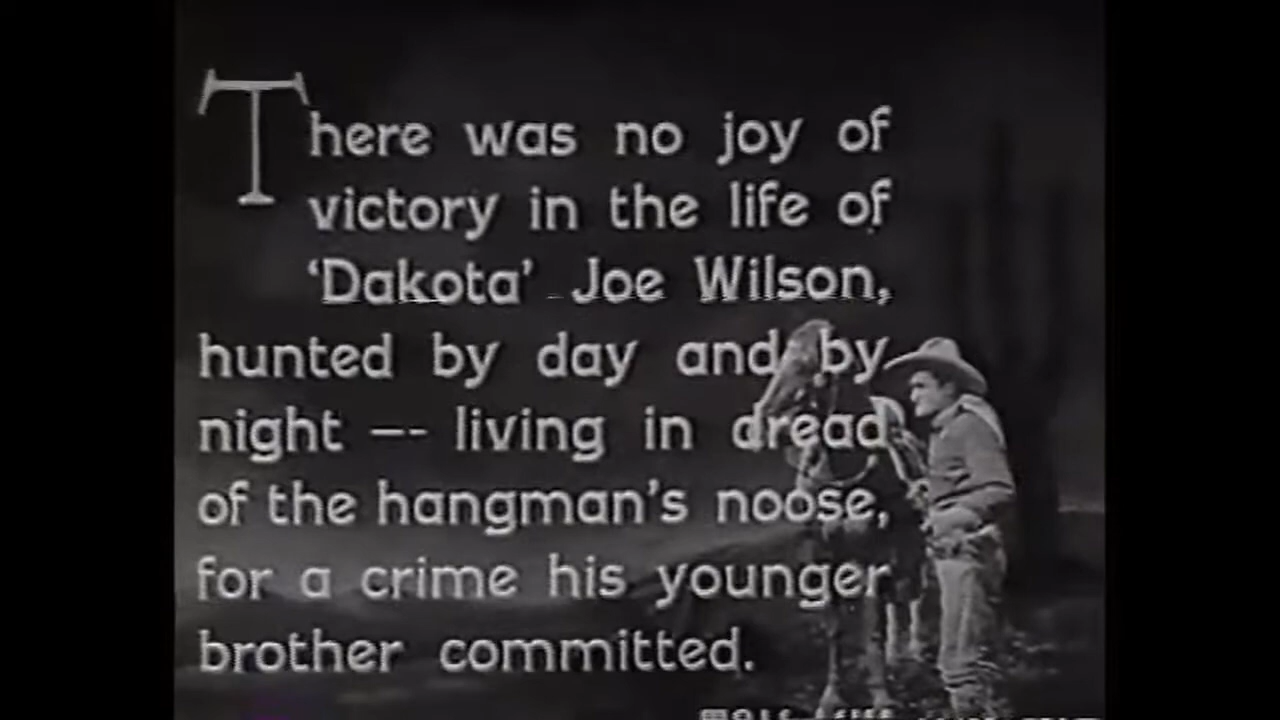 There was no joy of
victory in the life of
‘Dakota’ Joe Wilson,
hunted by day and by
night –-- living in dread
of the hangman’s noose,
for a crime his younger
brother committed.